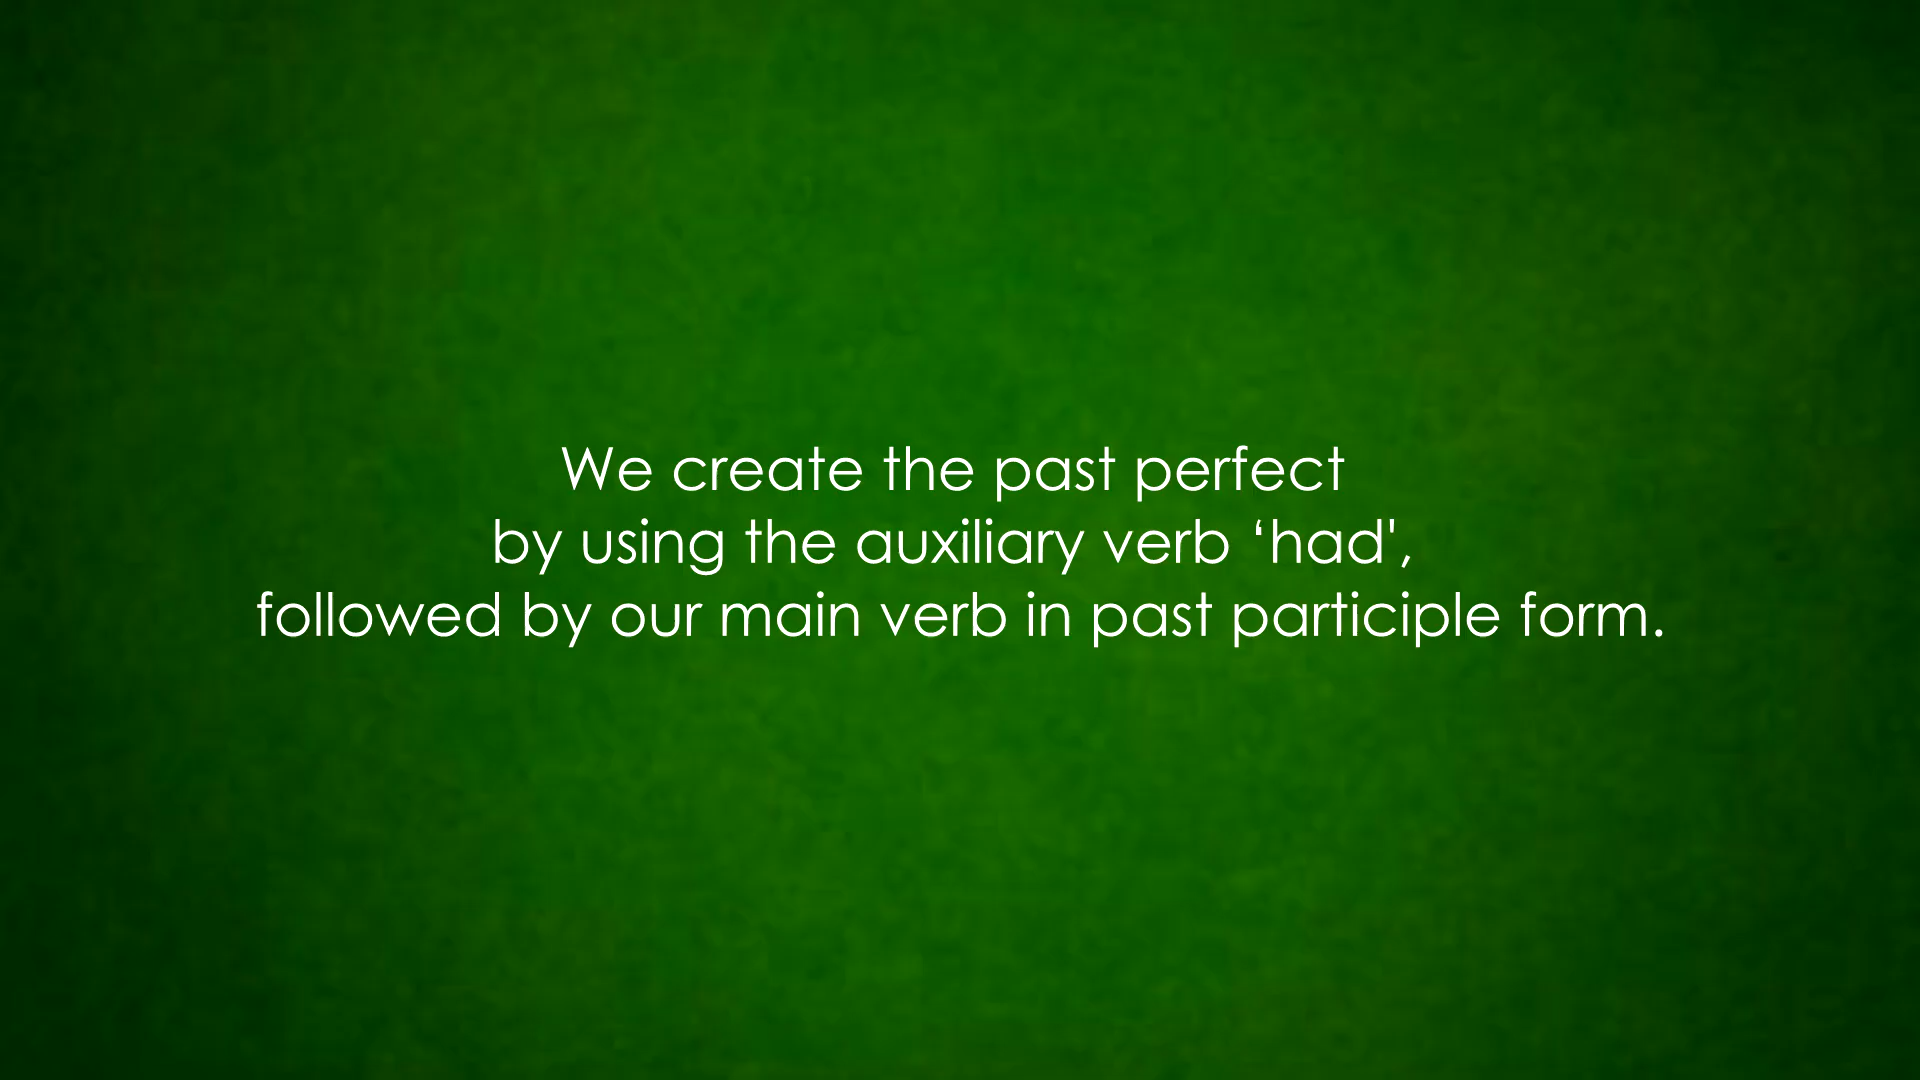 We create the past perfect
by using the auxiliary verb ‘had',
followed by our main verb in past participle form.